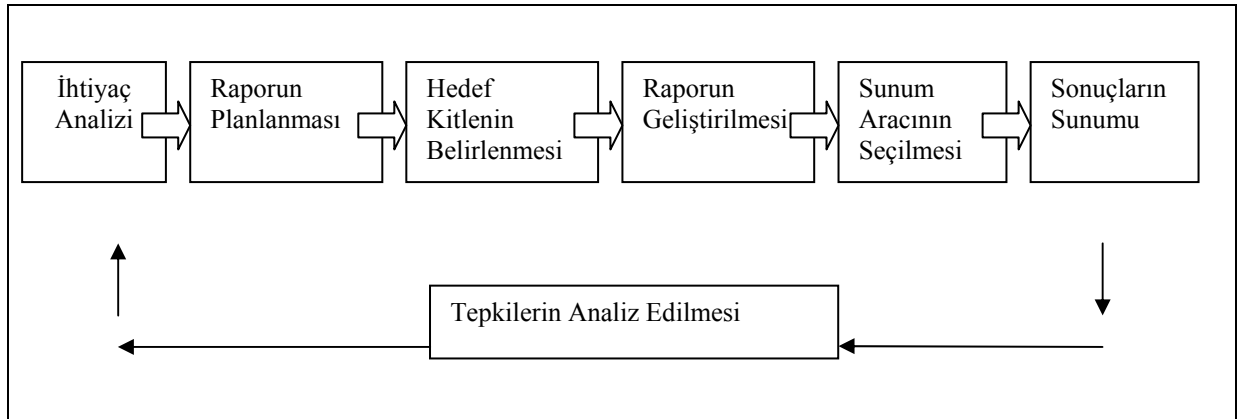 İhtiyaç
Analizi
Raporun
Planlanması
Hedef
Kitlenin
Belirlenmesi
Raporun
Geliştirilmesi
Sunum
Aracının
Seçilmesi
Sonuçların
Sunumu
Tepkilerin Analiz Edilmesi